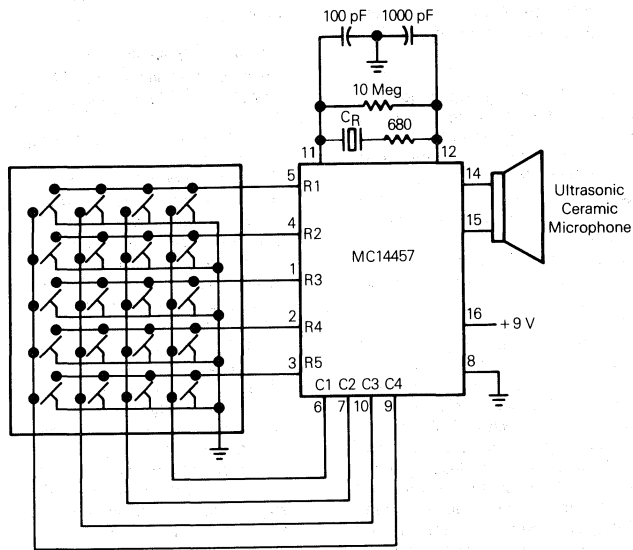 100 pF 1000 pF
10 Meg
CR 680
11 12
5 R1
4 R2
1 R3
2 R4
3 R5
MC14457
14
15
16 +9 V
8
Ultrasonic
Ceramic
Microphone
C1 C2 C3 C4
6 7 10 9